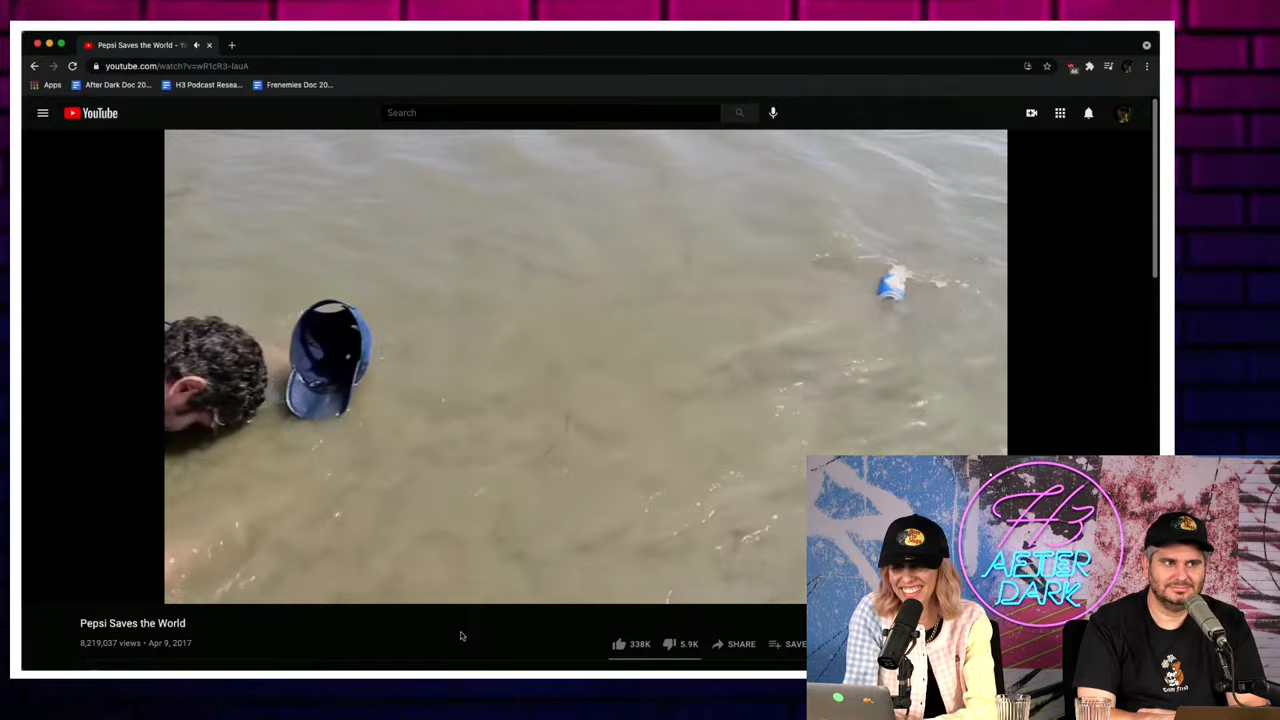 Pepsi Saves the World - Yo
youtube.com/watch?v=wR1cR3-IauA
Apps
After Dark Doc 20...
H3 Podcast Resea...
Frenemies Doc 20...
YouTube
Search
Pepsi Saves the World
8,219,037 views • Apr 9, 2017
338K
5.9K
SHARE
SAVE
H3
AFTER
DARK